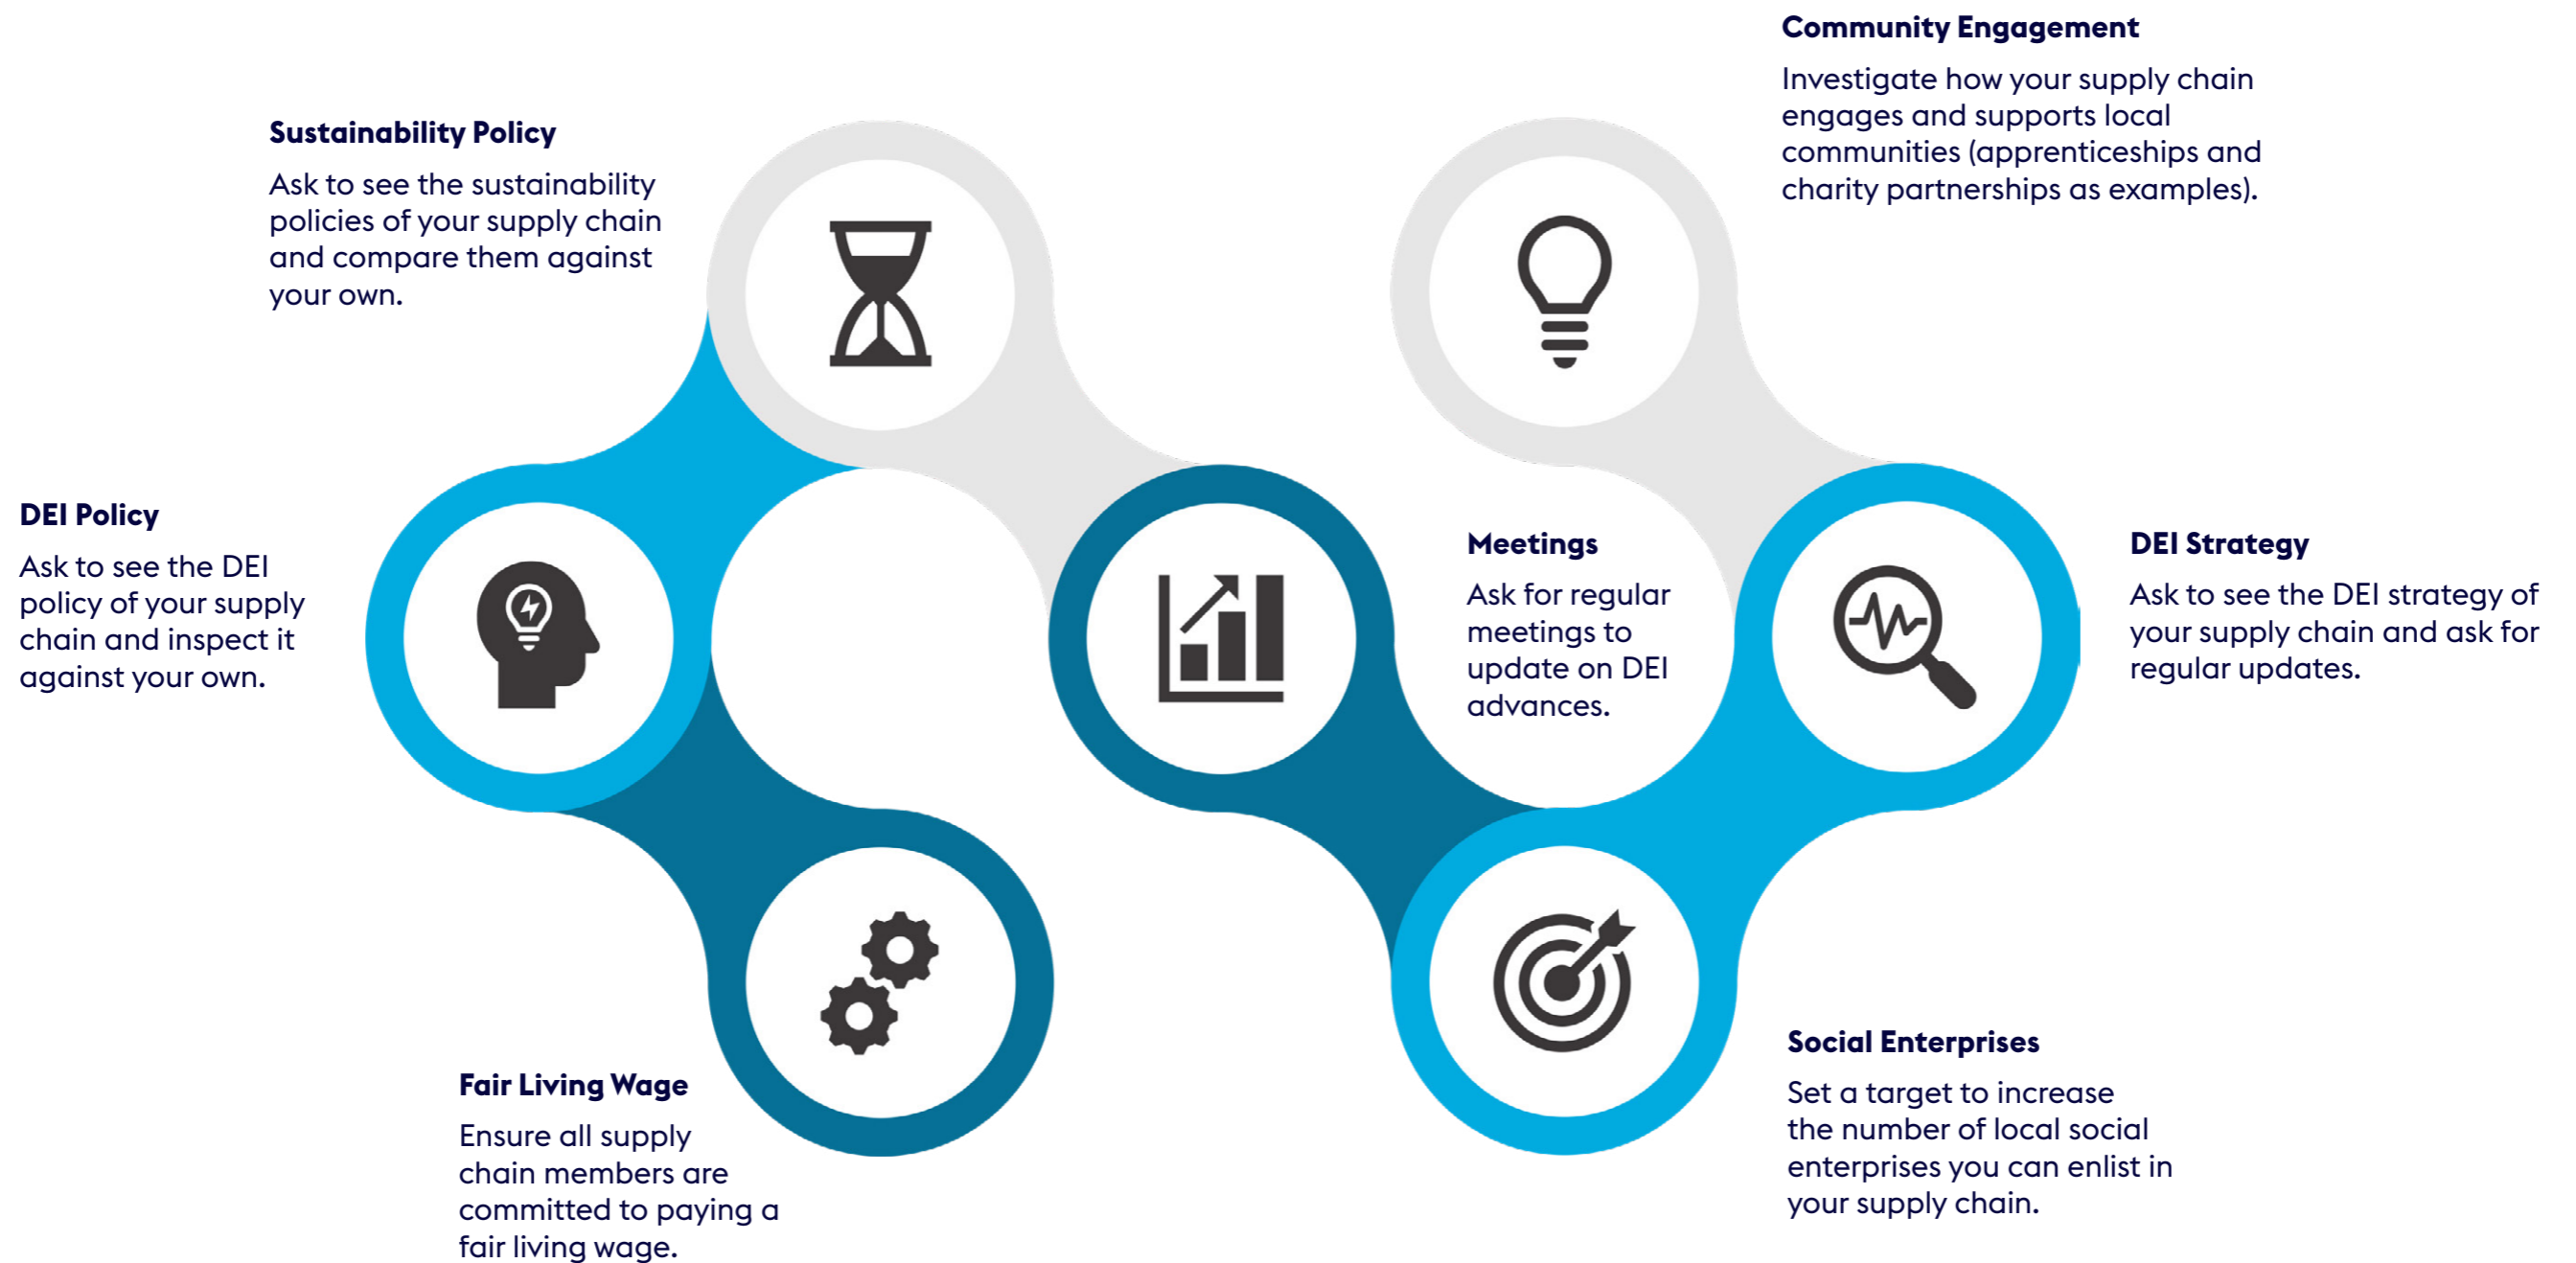 Community Engagement
Investigate how your supply chain
engages and supports local
communities (apprenticeships and
charity partnerships as examples).
Sustainability Policy
Ask to see the sustainability
policies of your supply chain
and compare them against
your own.
DEI Policy
Ask to see the DEI
policy of your supply
chain and inspect it
against your own.
Meetings
Ask for regular
meetings to
update on DEI
advances.
DEI Strategy
Ask to see the DEI strategy of
your supply chain and ask for
regular updates.
Fair Living Wage
Ensure all supply
chain members are
committed to paying a
fair living wage.
Social Enterprises
Set a target to increase
the number of local social
enterprises you can enlist in
your supply chain.